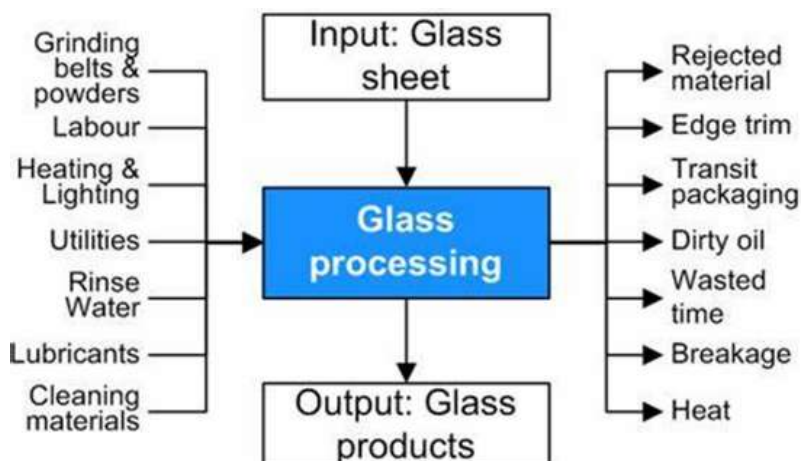 Grinding
belts &
powders
Labour
Heating &
Lighting
Utilities
Rinse
Water
Lubricants
Cleaning
materials
Input: Glass
sheet
Glass
processing
Output: Glass
products
Rejected
material
Edge trim
Transit
packaging
Dirty oil
Wasted
time
Breakage
Heat